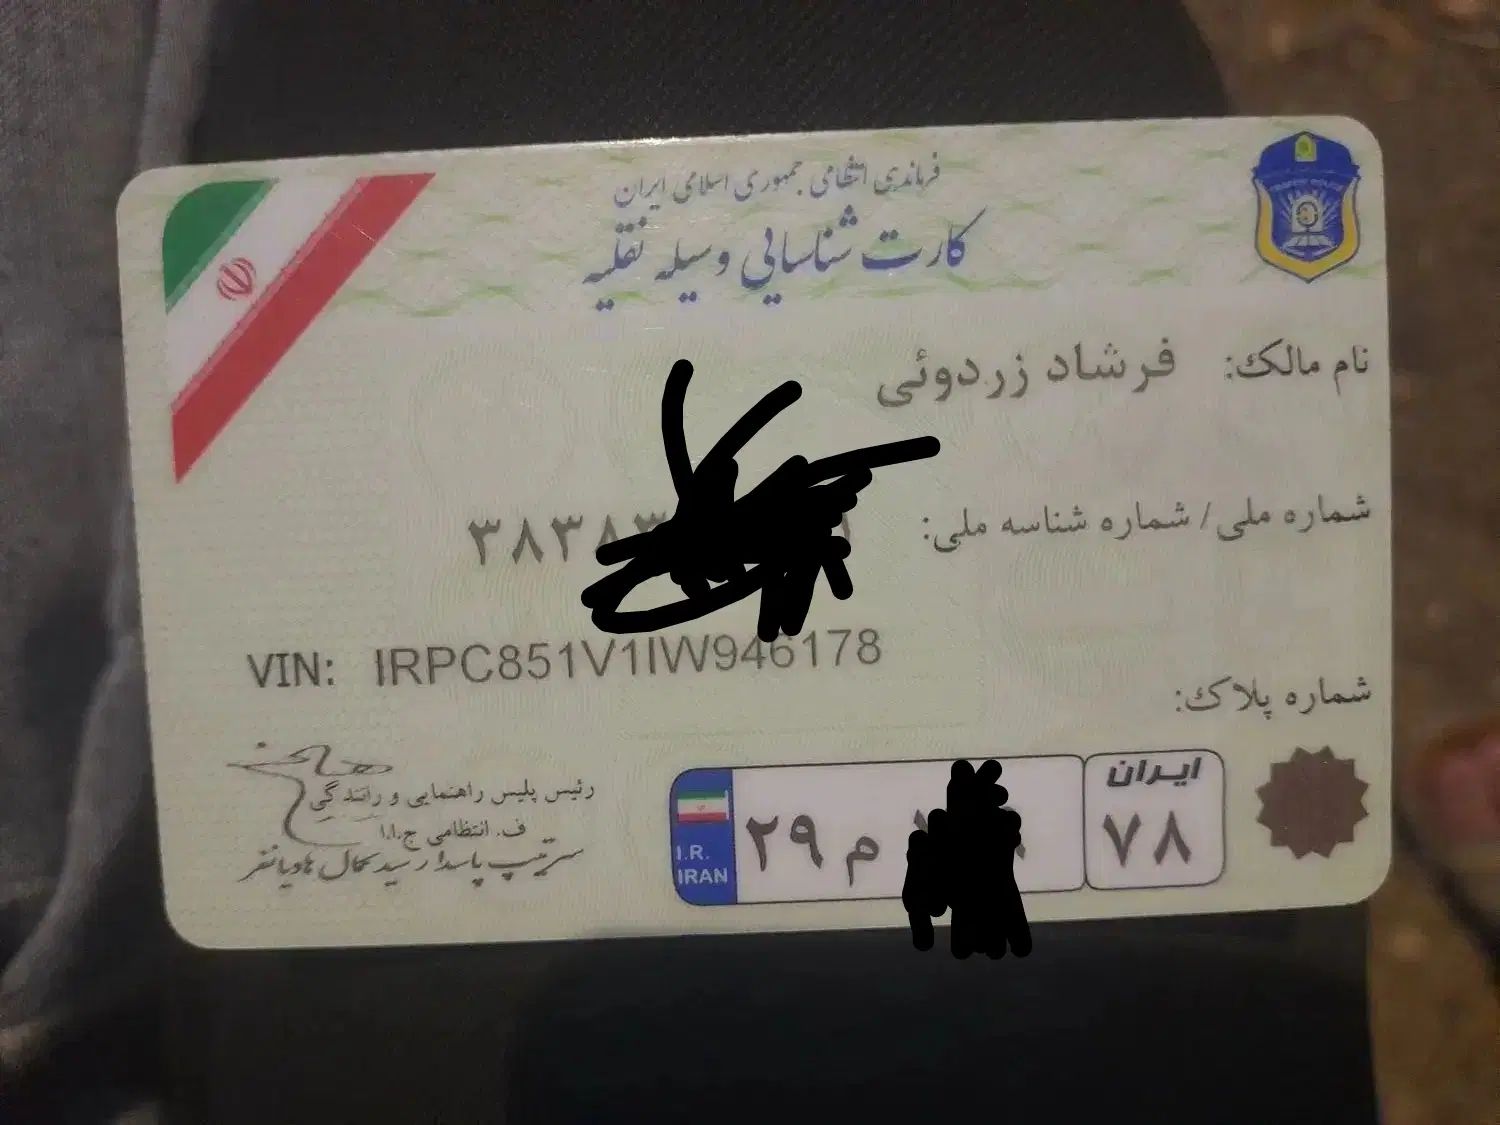 فرماندهی انتظامی جمهوری اسلامی ایران
کارت شناسایی وسیله نقلیه
نام مالک: فرشاد زردوئی
شماره ملی / شماره شناسه ملی: ۳۸۳۸۳
VIN: IRPC851V1IW946178
شماره پلاک:
ایران
۷۸
۲۹ م
I.R.
IRAN
رئیس پلیس راهنمایی و رانندگی
ف. انتظامی ج.ا.ا
سرتیپ پاسدار سید کمال هادیانفر